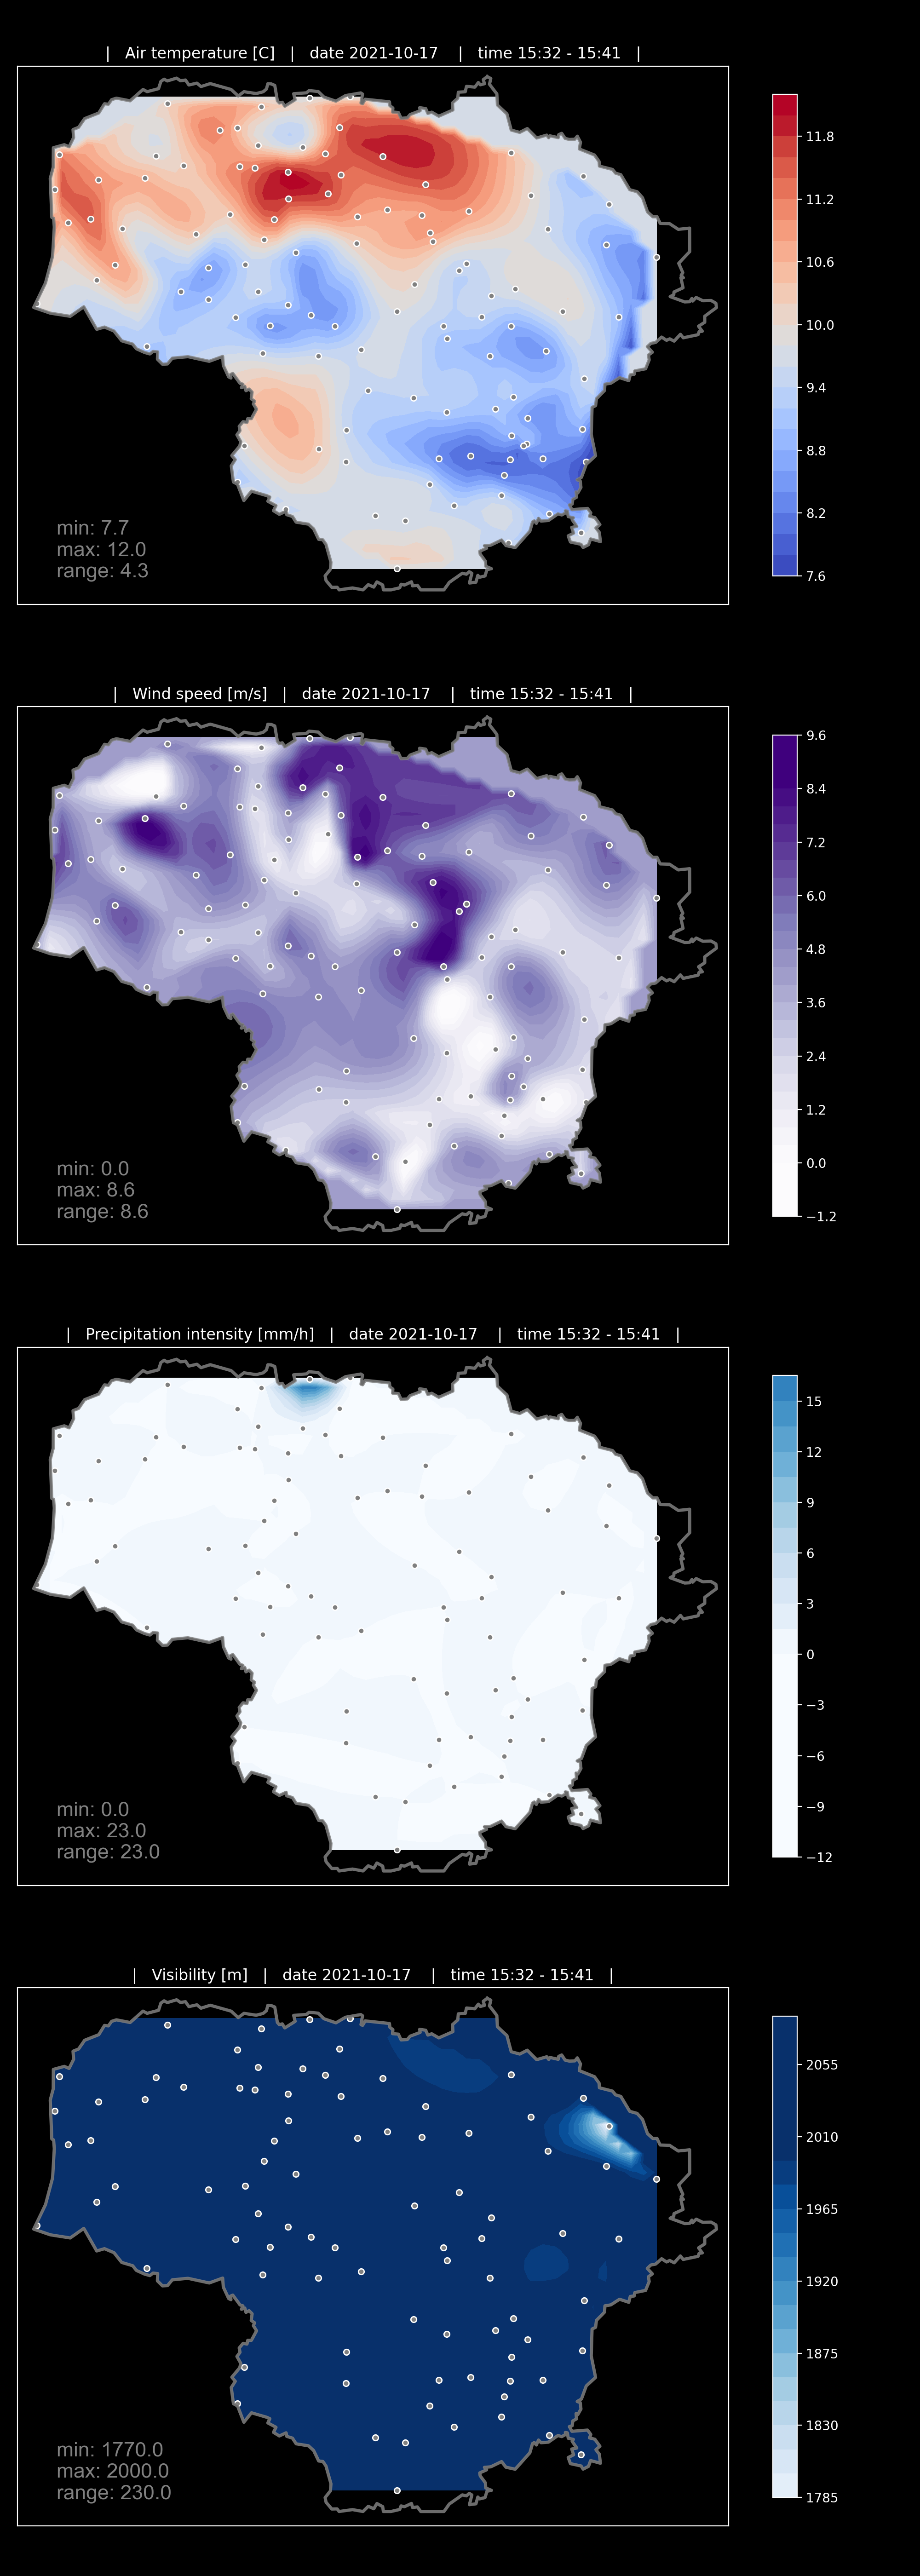 | Air temperature [C] | date 2021-10-17 | time 15:32 - 15:41 |
11.8
11.2
10.6
10.0
9.4
8.8
8.2
7.6
min: 7.7
max: 12.0
range: 4.3
| Wind speed [m/s] | date 2021-10-17 | time 15:32 - 15:41 |
9.6
8.4
7.2
6.0
4.8
3.6
2.4
1.2
0.0
−1.2
min: 0.0
max: 8.6
range: 8.6
| Precipitation intensity [mm/h] | date 2021-10-17 | time 15:32 - 15:41 |
15
12
9
6
3
0
−3
−6
−9
−12
min: 0.0
max: 23.0
range: 23.0
| Visibility [m] | date 2021-10-17 | time 15:32 - 15:41 |
2055
2010
1965
1920
1875
1830
1785
min: 1770.0
max: 2000.0
range: 230.0